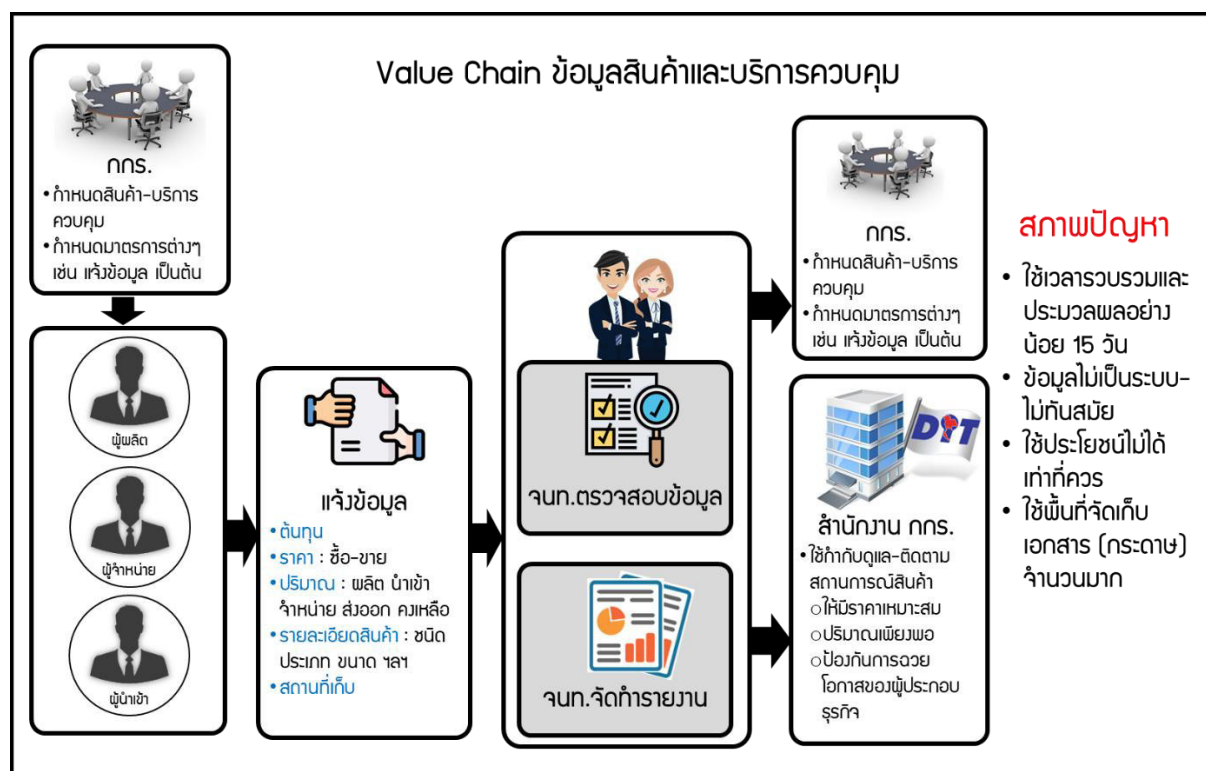 Value Chain ข้อมูลสินค้าและบริการควบคุม
กกร.
•กำหนดสินค้า-บริการ
ควบคุม
•กำหนดมาตรการต่างๆ
เช่น แจ้งข้อมูล เป็นต้น
ผู้ผลิต
ผู้จำหน่าย
ผู้นำเข้า
แจ้งข้อมูล
•ต้นทุน
•ราคา : ซื้อ-ขาย
•ปริมาณ : ผลิต นำเข้า
จำหน่าย ส่งออก คงเหลือ
•รายละเอียดสินค้า : ชนิด
ประเภท ขนาด ฯลฯ
•สถานที่เก็บ
จนท.ตรวจสอบข้อมูล
จนท.จัดทำรายงาน
กกร.
•กำหนดสินค้า-บริการ
ควบคุม
•กำหนดมาตรการต่างๆ
เช่น แจ้งข้อมูล เป็นต้น
DIT
สำนักงาน กกร.
•ใช้กำกับดูแล-ติดตาม
สถานการณ์สินค้า
oให้มีราคาเหมาะสม
oปริมาณเพียงพอ
oป้องกันการฉวย
โอกาสของผู้ประกอบ
ธุรกิจ
สภาพปัญหา
• ใช้เวลารวบรวมและ
ประมวลผลอย่าง
น้อย 15 วัน
• ข้อมูลไม่เป็นระบบ-
ไม่ทันสมัย
• ใช้ประโยชน์ไม่ได้
เท่าที่ควร
• ใช้พื้นที่จัดเก็บ
เอกสาร (กระดาษ)
จำนวนมาก